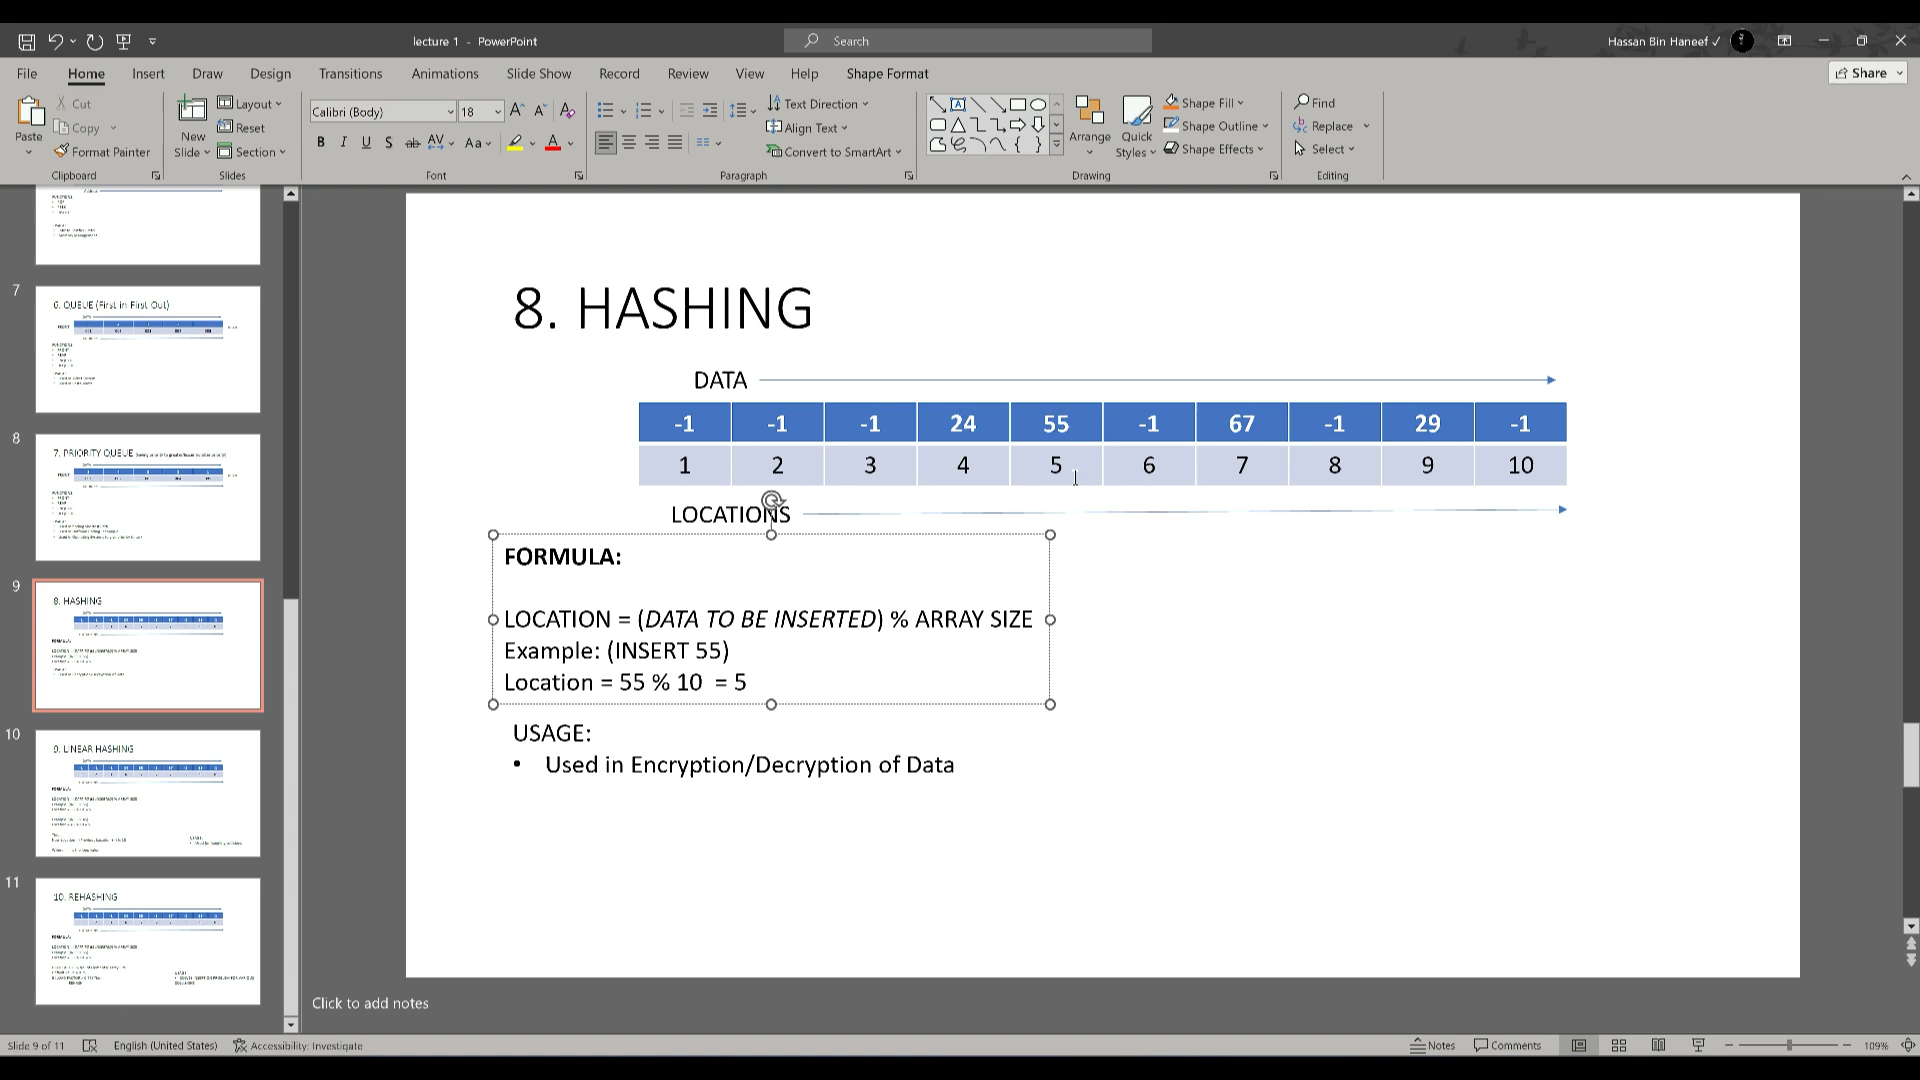 lecture 1 - PowerPoint
Search
Hassan Bin Haneef ✓
File Home Insert Draw Design Transitions Animations Slide Show Record Review View Help Shape Format
Share
Paste
Cut
Copy
Format Painter
Clipboard
New Slide
Layout
Reset
Section
Slides
Calibri (Body) 18
B I U S ab AV Aa A
Font
Text Direction
Align Text
Convert to SmartArt
Paragraph
Arrange
Quick Styles
Shape Fill
Shape Outline
Shape Effects
Drawing
Find
Replace
Select
Editing
7
6. QUEUE (First in First Out)
8
7. PRIORITY QUEUE
9
8. HASHING
10
9. LINEAR HASHING
11
10. REHASHING
8. HASHING
DATA
-1 -1 -1 24 55 -1 67 -1 29 -1
1 2 3 4 5 6 7 8 9 10
LOCATIONS
FORMULA:
LOCATION = (DATA TO BE INSERTED) % ARRAY SIZE
Example: (INSERT 55)
Location = 55 % 10 = 5
USAGE:
• Used in Encryption/Decryption of Data
Click to add notes
Slide 9 of 11 English (United States) Accessibility: Investigate
Notes Comments 109%